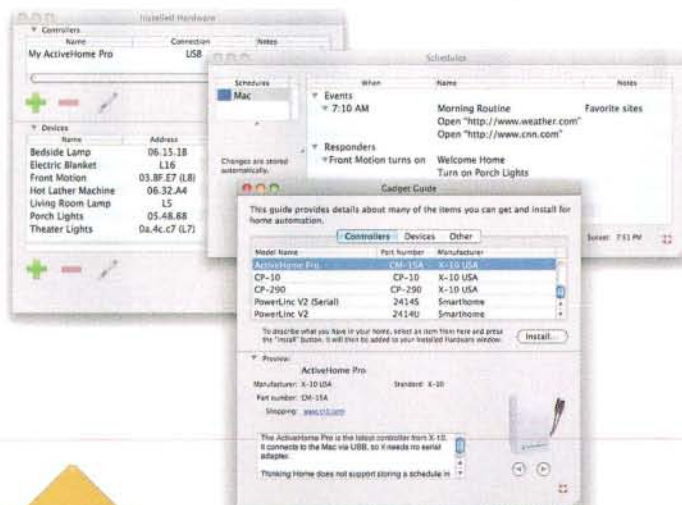 Installed Hardware
Controllers
Name Connection Notes
My ActiveHome Pro USB
Devices
Name Address
Bedside Lamp 06.15.18
Electric Blanket L16
Front Motion 03.BF.E7 (L8)
Hot Lather Machine 06.32.A4
Living Room Lamp L5
Porch Lights 05.48.68
Theater Lights 0a.4c.c7 (L7)
Schedules
Schedules When Name Notes
Mac
Events
7:10 AM Morning Routine Favorite sites
Open "http://www.weather.com"
Open "http://www.cnn.com"
Responders
Front Motion turns on Welcome Home
Turn on Porch Lights
Changes are stored
automatically.
Sunset: 7:51 PM
Gadget Guide
This guide provides details about many of the items you can get and install for
home automation.
Controllers Devices Other
Model Name Part Number Manufacturer
ActiveHome Pro CM-15A X-10 USA
CP-10 CP-10 X-10 USA
CP-290 CP-290 X-10 USA
PowerLinc V2 (Serial) 2414S Smarthome
PowerLinc V2 2414U Smarthome
To describe what you have in your home, select an item from here and press
the "Install" button. It will then be added to your Installed Hardware window.
Install...
Preview:
ActiveHome Pro
Manufacturer: X-10 USA Standard: X-10
Part number: CM-15A
Shopping: www.x10.com
The ActiveHome Pro is the latest controller from X-10.
It connects to the Mac via USB, so it needs no serial
adapter.
Thinking Home does not support storing a schedule in